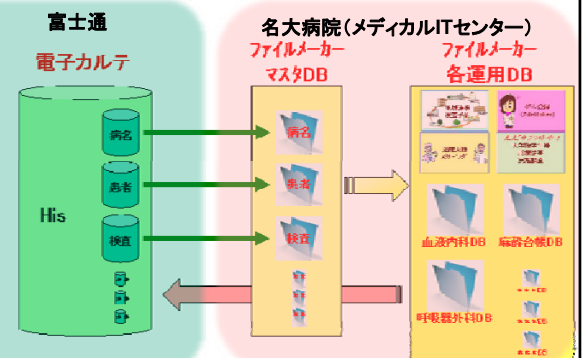 富士通
電子カルテ
His
病名
患者
検査
名大病院（メディカルITセンター）
ファイルメーカー
マスタDB
病名
患者
検査
ファイルメーカー
各運用DB
血液内科DB
麻酔台帳DB
呼吸器外科DB